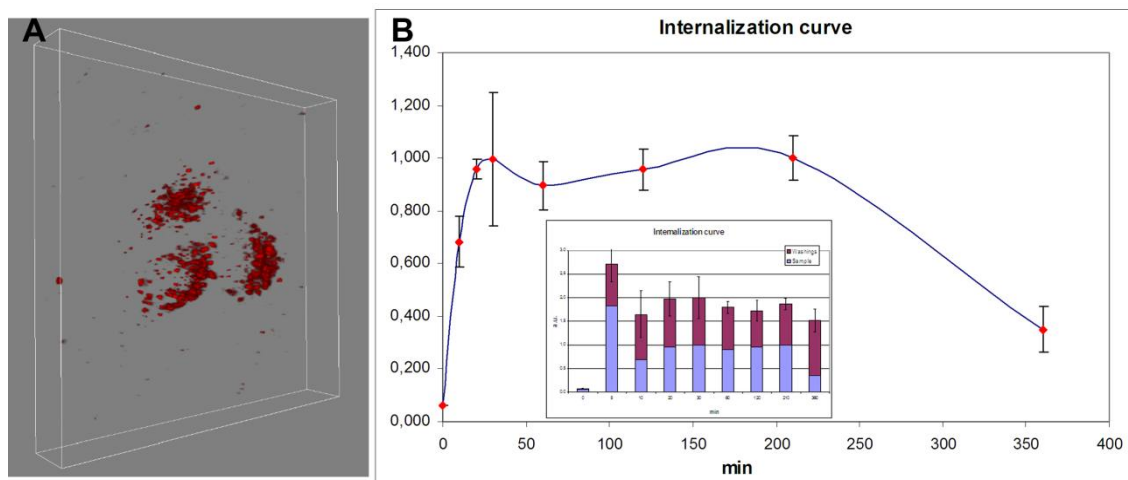 A
B
Internalization curve
1,400
1,200
1,000
0,800
0,600
0,400
0,200
0,000
0 50 100 150 200 250 300 350 400
min
Internalization curve
Washings
Sample
a.u.
min